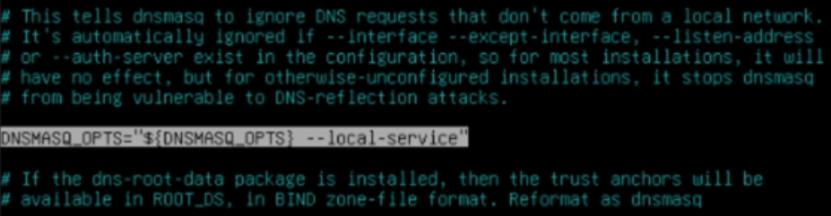 # This tells dnsmasq to ignore DNS requests that don't come from a local network.
# It's automatically ignored if --interface --except-interface, --listen-address
# or --auth-server exist in the configuration, so for most installations, it will
# have no effect, but for otherwise-unconfigured installations, it stops dnsmasq
# from being vulnerable to DNS-reflection attacks.
DNSMASQ_OPTS="${DNSMASQ_OPTS} --local-service"
# If the dns-root-data package is installed, then the trust anchors will be
# available in ROOT_DS, in BIND zone-file format. Reformat as dnsmasq